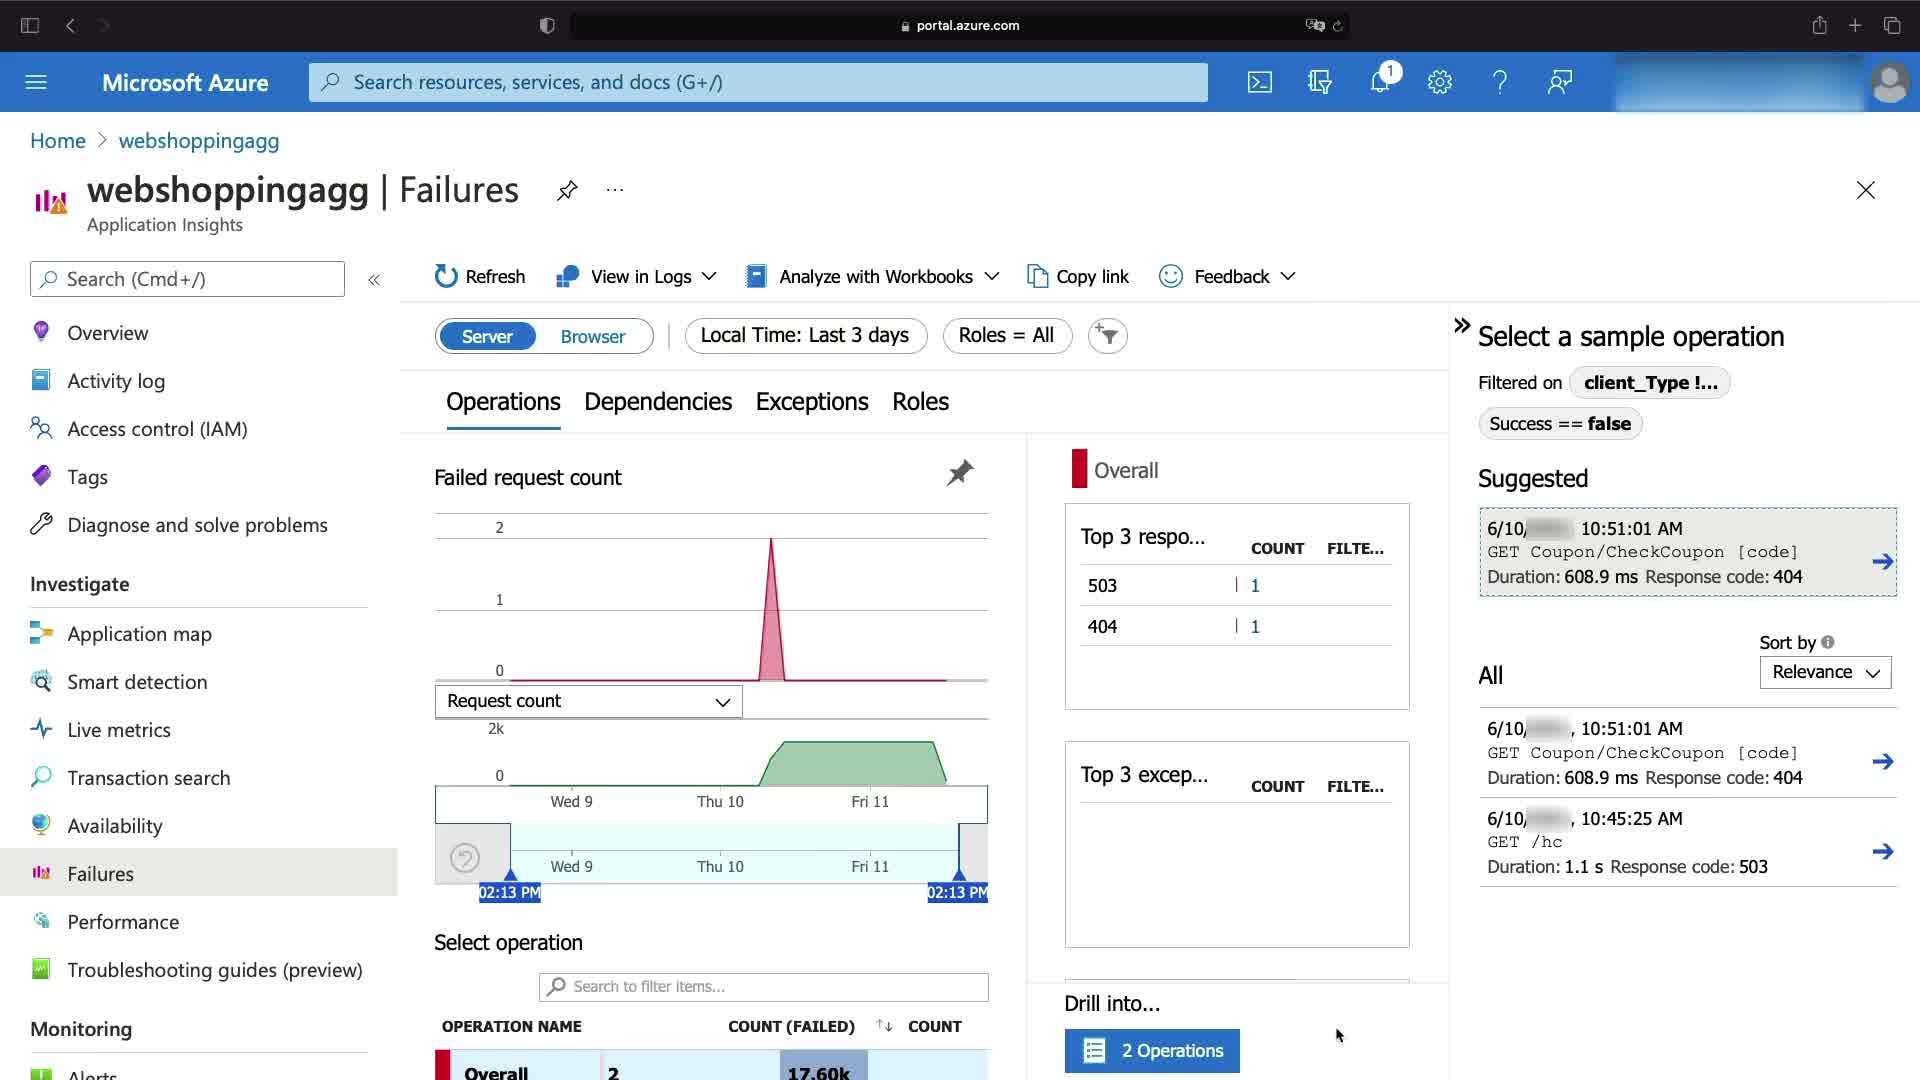 portal.azure.com
Microsoft Azure
Search resources, services, and docs (G+/)
1
Home > webshoppingagg
webshoppingagg | Failures
...
Application Insights
Search (Cmd+/)
«
Overview
Activity log
Access control (IAM)
Tags
Diagnose and solve problems
Investigate
Application map
Smart detection
Live metrics
Transaction search
Availability
Failures
Performance
Troubleshooting guides (preview)
Monitoring
Alerts
Refresh
View in Logs
Analyze with Workbooks
Copy link
Feedback
Server
Browser
Local Time: Last 3 days
Roles = All
Operations
Dependencies
Exceptions
Roles
Failed request count
2
1
0
Request count
2k
0
Wed 9
Thu 10
Fri 11
Wed 9
Thu 10
Fri 11
02:13 PM
02:13 PM
Select operation
Search to filter items...
OPERATION NAME
COUNT (FAILED)
COUNT
Overall
2
17.60k
Overall
Top 3 respo...
COUNT
FILTE...
503
1
404
1
Top 3 excep...
COUNT
FILTE...
Drill into...
2 Operations
»
Select a sample operation
Filtered on client_Type !...
Success == false
Suggested
6/10/ 10:51:01 AM
GET Coupon/CheckCoupon [code]
Duration: 608.9 ms Response code: 404
Sort by
All
Relevance
6/10/ , 10:51:01 AM
GET Coupon/CheckCoupon [code]
Duration: 608.9 ms Response code: 404
6/10/ , 10:45:25 AM
GET /hc
Duration: 1.1 s Response code: 503